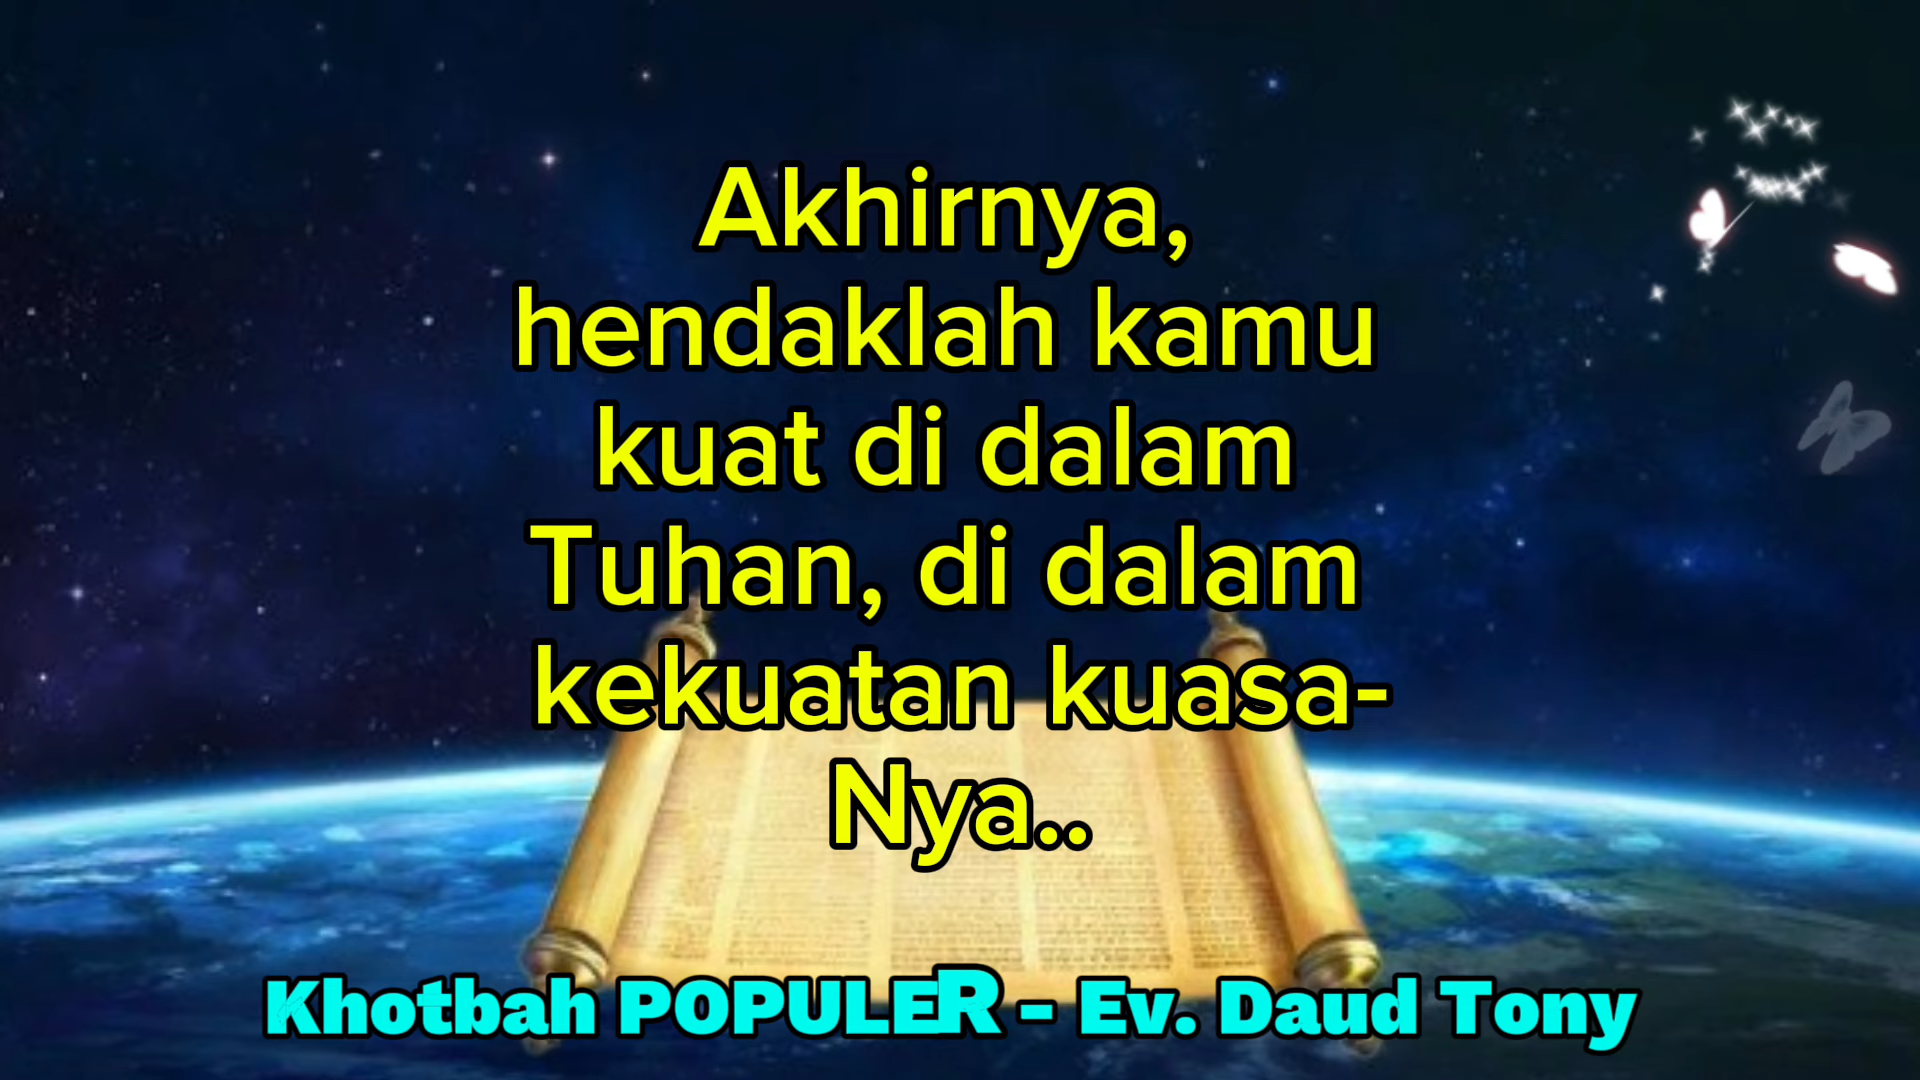 Akhirnya,
hendaklah kamu
kuat di dalam
Tuhan, di dalam
kekuatan kuasa-
Nya..
Khotbah POPULER - Ev. Daud Tony